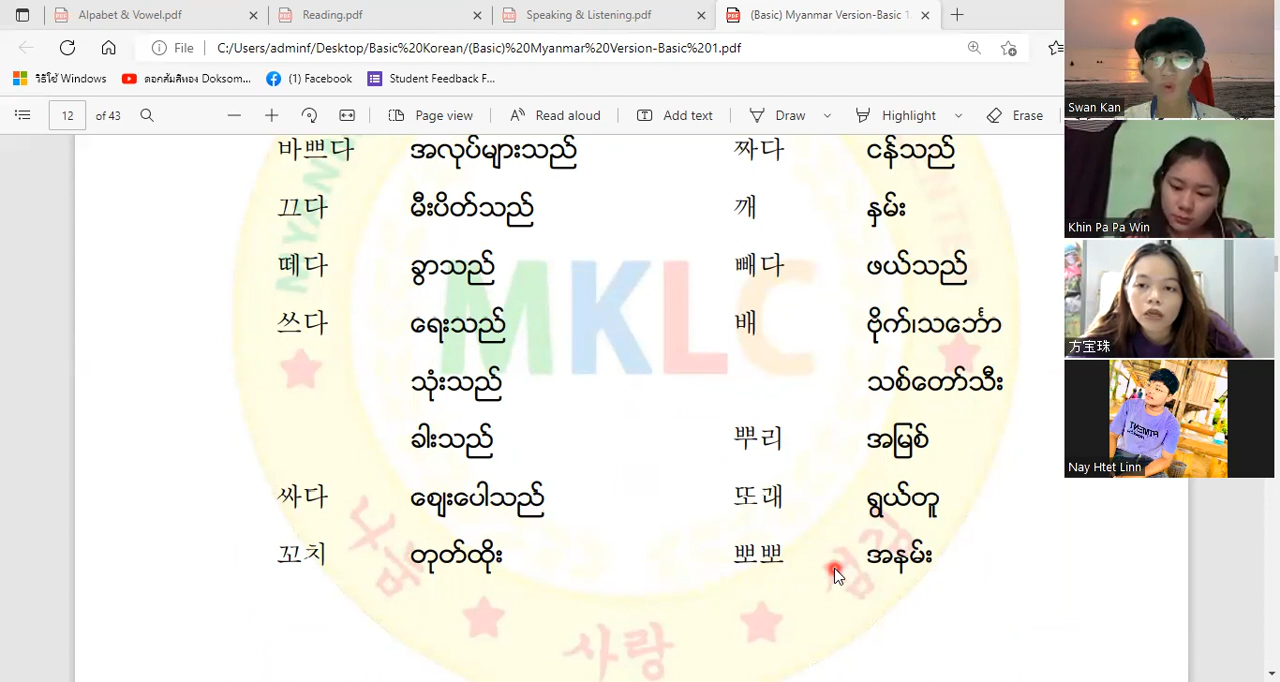 Alpabet & Vowel.pdf
Reading.pdf
Speaking & Listening.pdf
(Basic) Myanmar Version-Basic 1
File C:/Users/adminf/Desktop/Basic%20Korean/(Basic)%20Myanmar%20Version-Basic%201.pdf
วิธีใช้ Windows
ดอกส้มสีทอง Doksom...
(1) Facebook
Student Feedback F...
12 of 43
Page view
Read aloud
Add text
Draw
Highlight
Erase
바쁘다 အလုပ်များသည် 짜다 ငန်သည်
끄다 မီးပိတ်သည် 깨 နှမ်း
떼다 ခွာသည် 빼다 ဖယ်သည်
쓰다 ရေးသည် 배 ဗိုက်၊သင်္ဘော
သုံးသည် သစ်တော်သီး
ခါးသည် 뿌리 အမြစ်
싸다 ဈေးပေါသည် 또래 ရွယ်တူ
꼬치 တုတ်ထိုး 뽀뽀 အနမ်း
MKLC
나눔
사랑
섬김
Swan Kan
Khin Pa Pa Win
方宝珠
Nay Htet Linn